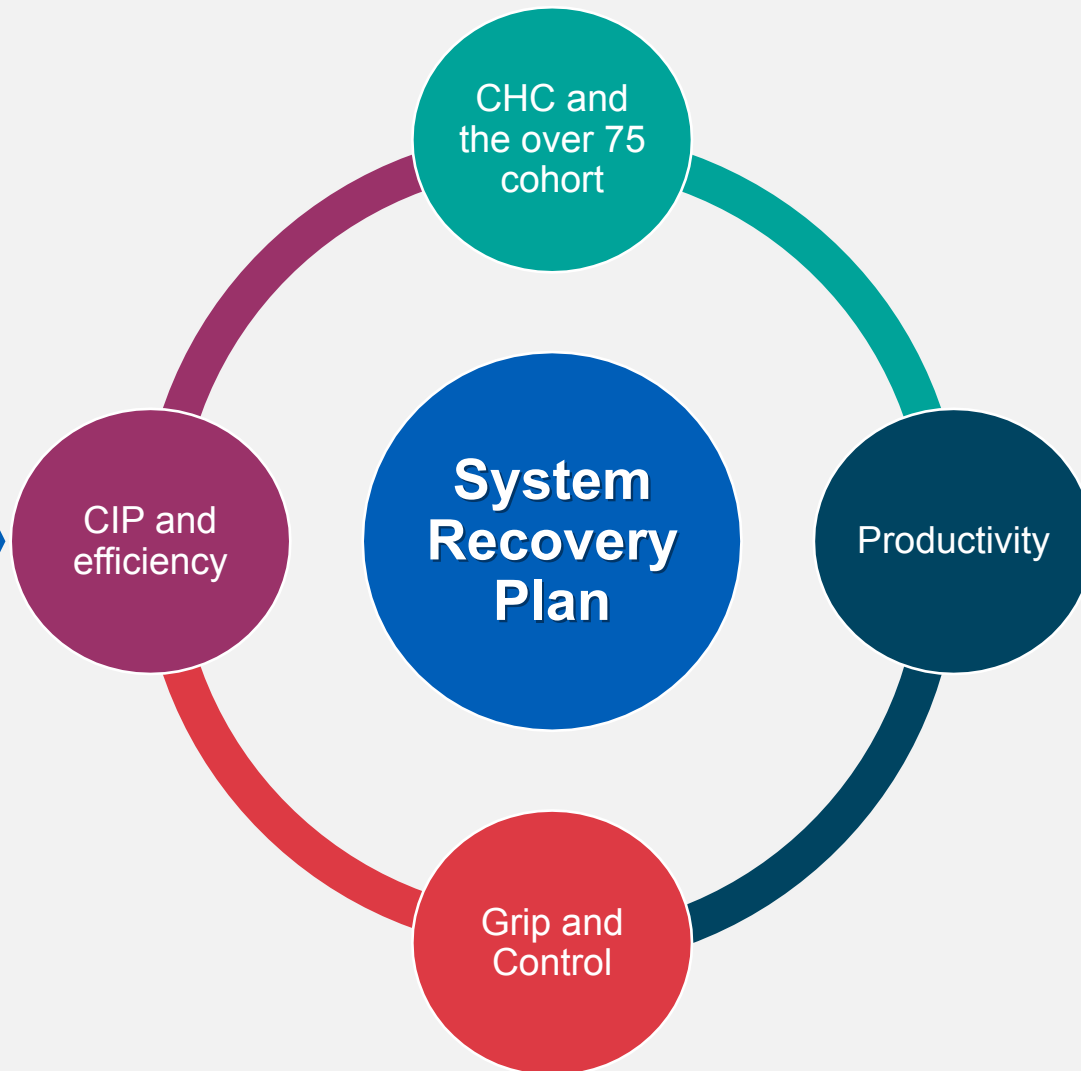 CHC and
the over 75
cohort
CIP and
efficiency
System
Recovery
Plan
Productivity
Grip and
Control